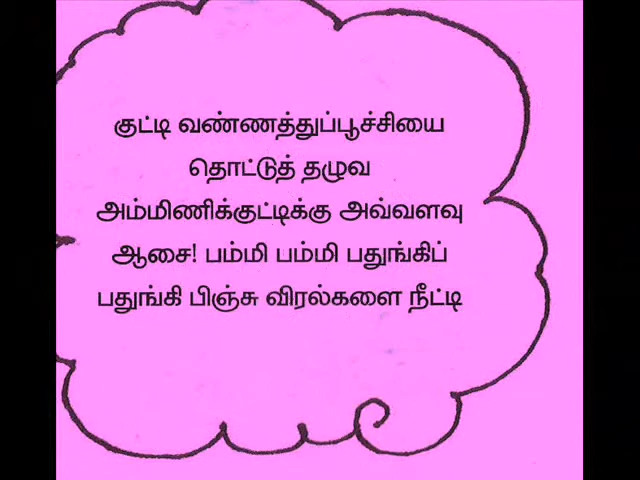 குட்டி வண்ணத்துப்பூச்சியை
தொட்டுத் தழுவ
அம்மிணிக்குட்டிக்கு அவ்வளவு
ஆசை! பம்மி பம்மி பதுங்கிப்
பதுங்கி பிஞ்சு விரல்களை நீட்டி